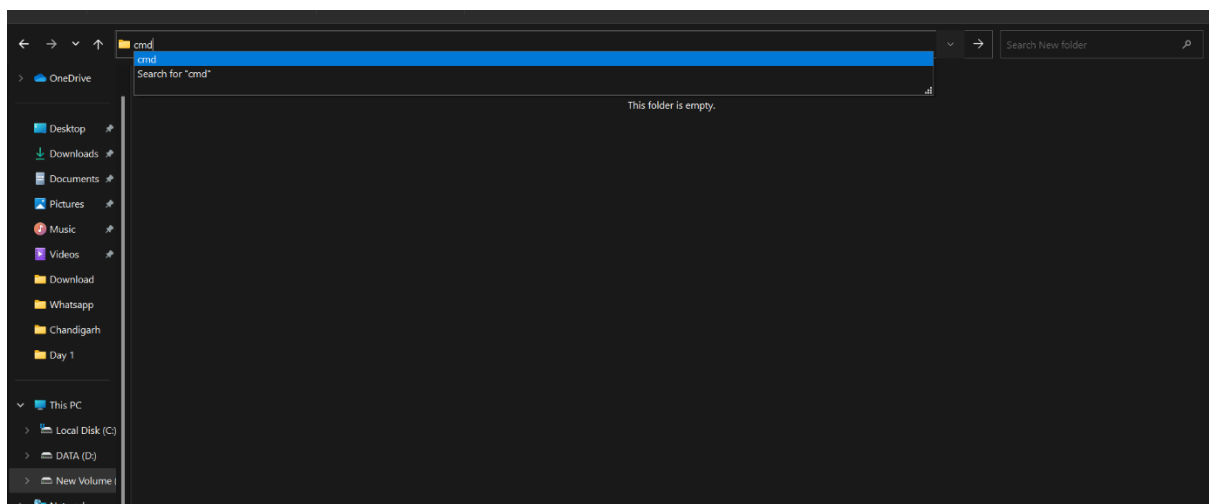 cmd
Search New folder
cmd
Search for "cmd"
This folder is empty.
OneDrive
Desktop
Downloads
Documents
Pictures
Music
Videos
Download
Whatsapp
Chandigarh
Day 1
This PC
Local Disk (C:)
DATA (D:)
New Volume (